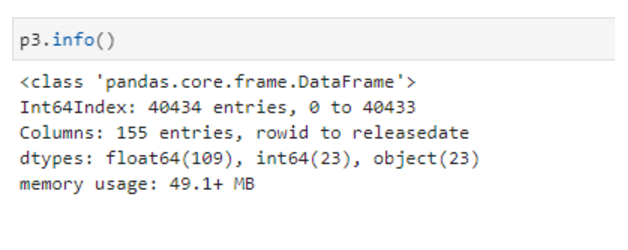 p3.info()
<class 'pandas.core.frame.DataFrame'>
Int64Index: 40434 entries, 0 to 40433
Columns: 155 entries, rowid to releasedate
dtypes: float64(109), int64(23), object(23)
memory usage: 49.1+ MB